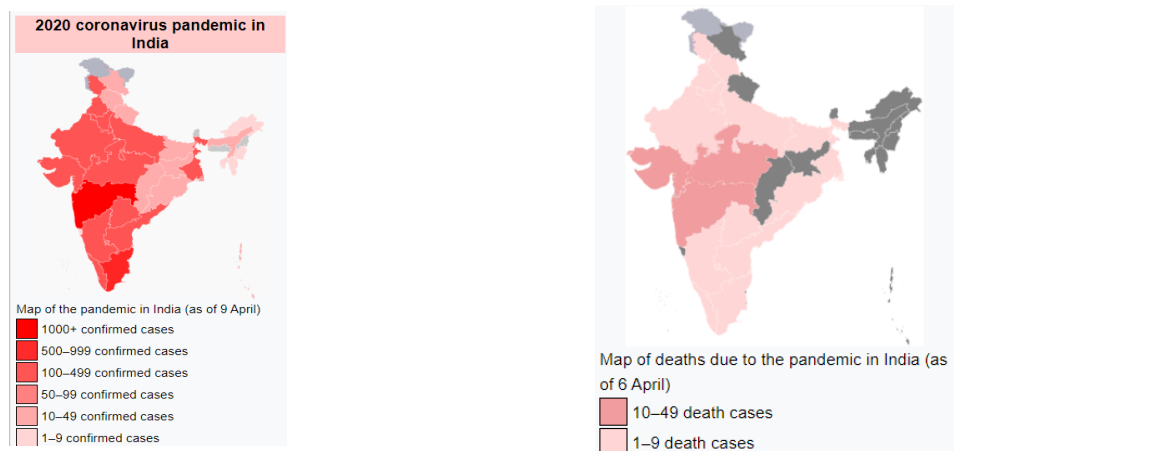 2020 coronavirus pandemic in
India
Map of the pandemic in India (as of 9 April)
1000+ confirmed cases
500–999 confirmed cases
100–499 confirmed cases
50–99 confirmed cases
10–49 confirmed cases
1–9 confirmed cases
Map of deaths due to the pandemic in India (as
of 6 April)
10–49 death cases
1–9 death cases